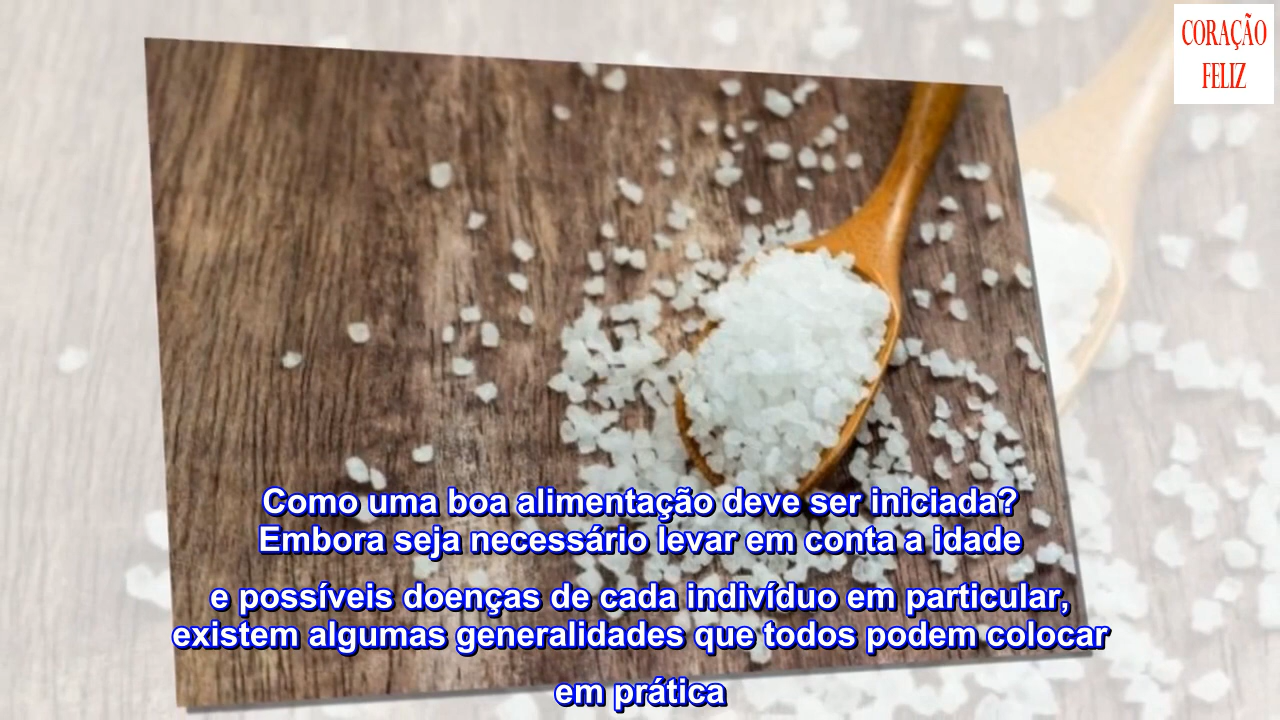 CORAÇÃO
FELIZ
Como uma boa alimentação deve ser iniciada?
Embora seja necessário levar em conta a idade
e possíveis doenças de cada indivíduo em particular,
existem algumas generalidades que todos podem colocar
em prática